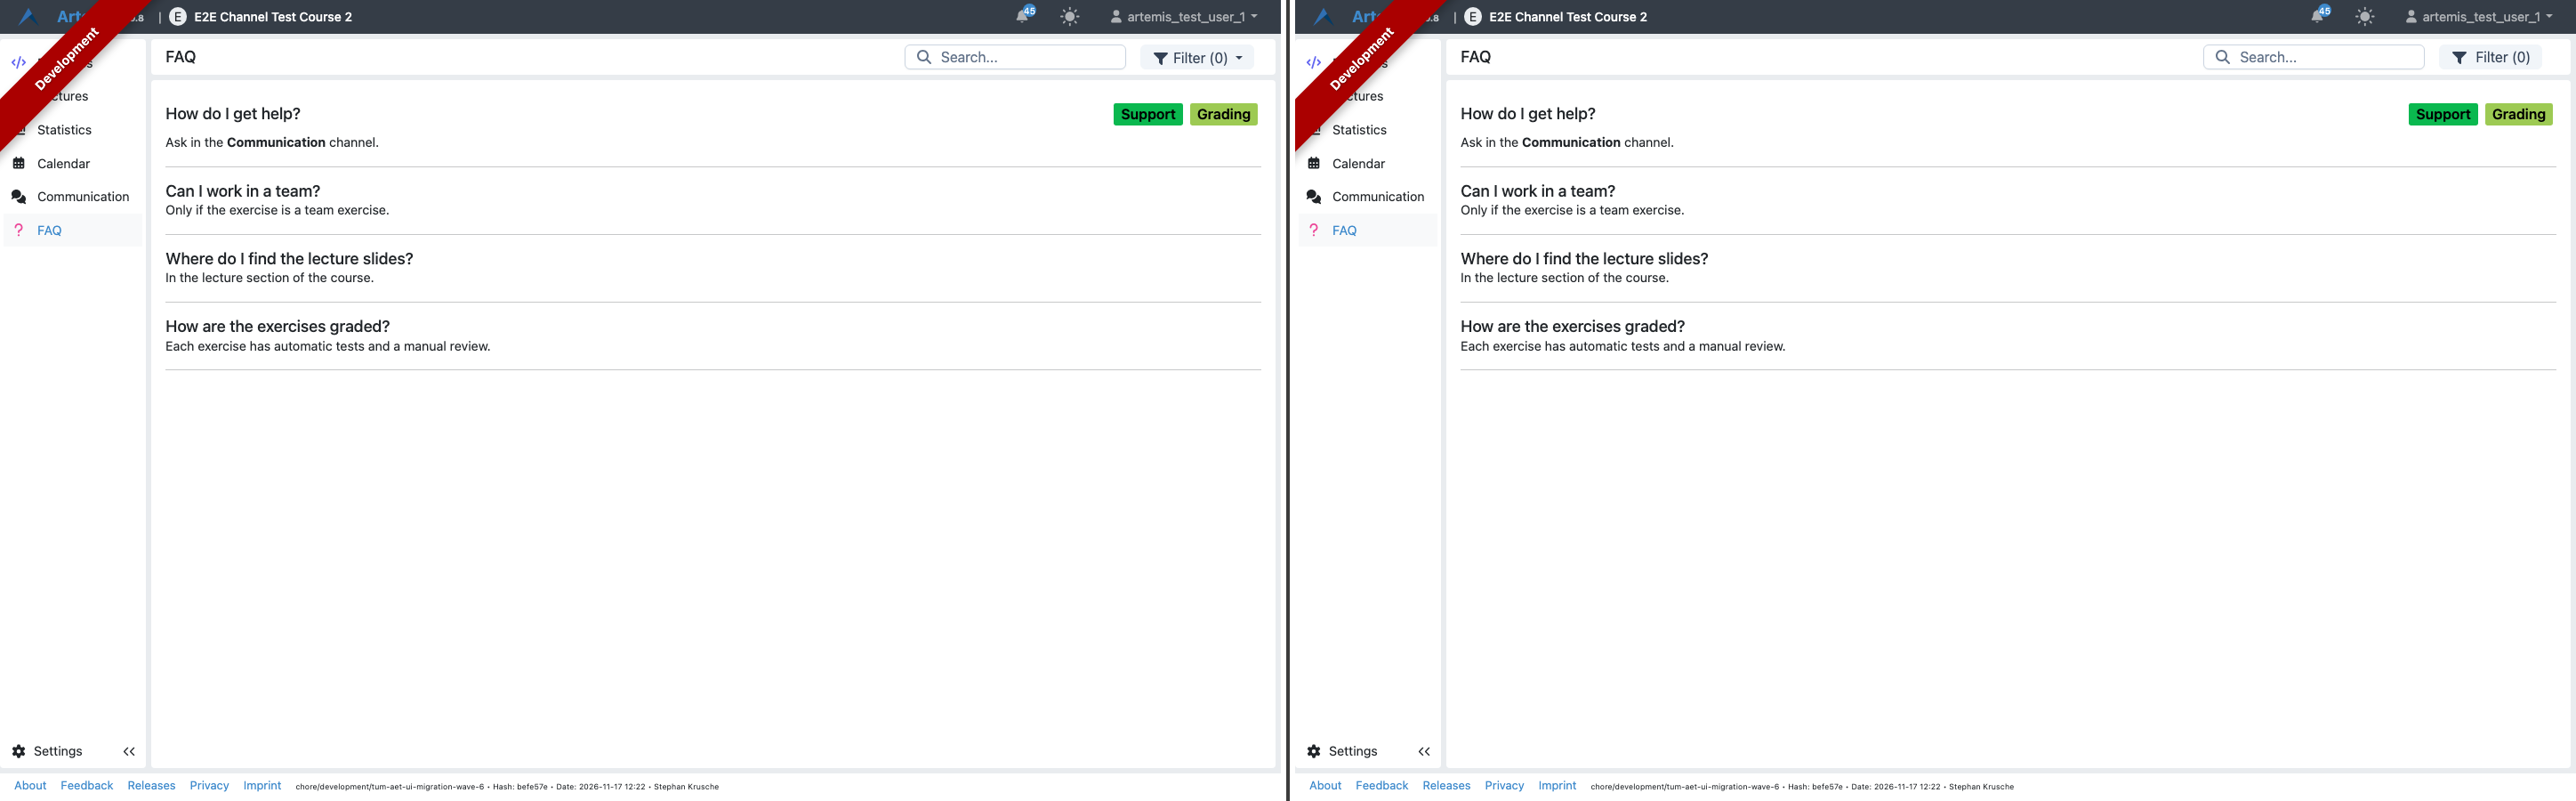 E E2E Channel Test Course 2 45 artemis_test_user_1
Development
FAQ Search... Filter (0)
Statistics
Calendar
Communication
FAQ
How do I get help? Support Grading
Ask in the Communication channel.
Can I work in a team?
Only if the exercise is a team exercise.
Where do I find the lecture slides?
In the lecture section of the course.
How are the exercises graded?
Each exercise has automatic tests and a manual review.
Settings
About Feedback Releases Privacy Imprint chore/development/tum-aet-ui-migration-wave-6 • Hash: befe57e • Date: 2026-11-17 12:22 • Stephan Krusche
E E2E Channel Test Course 2 45 artemis_test_user_1
Development
FAQ Search... Filter (0)
Statistics
Calendar
Communication
FAQ
How do I get help? Support Grading
Ask in the Communication channel.
Can I work in a team?
Only if the exercise is a team exercise.
Where do I find the lecture slides?
In the lecture section of the course.
How are the exercises graded?
Each exercise has automatic tests and a manual review.
Settings
About Feedback Releases Privacy Imprint chore/development/tum-aet-ui-migration-wave-6 • Hash: befe57e • Date: 2026-11-17 12:22 • Stephan Krusche